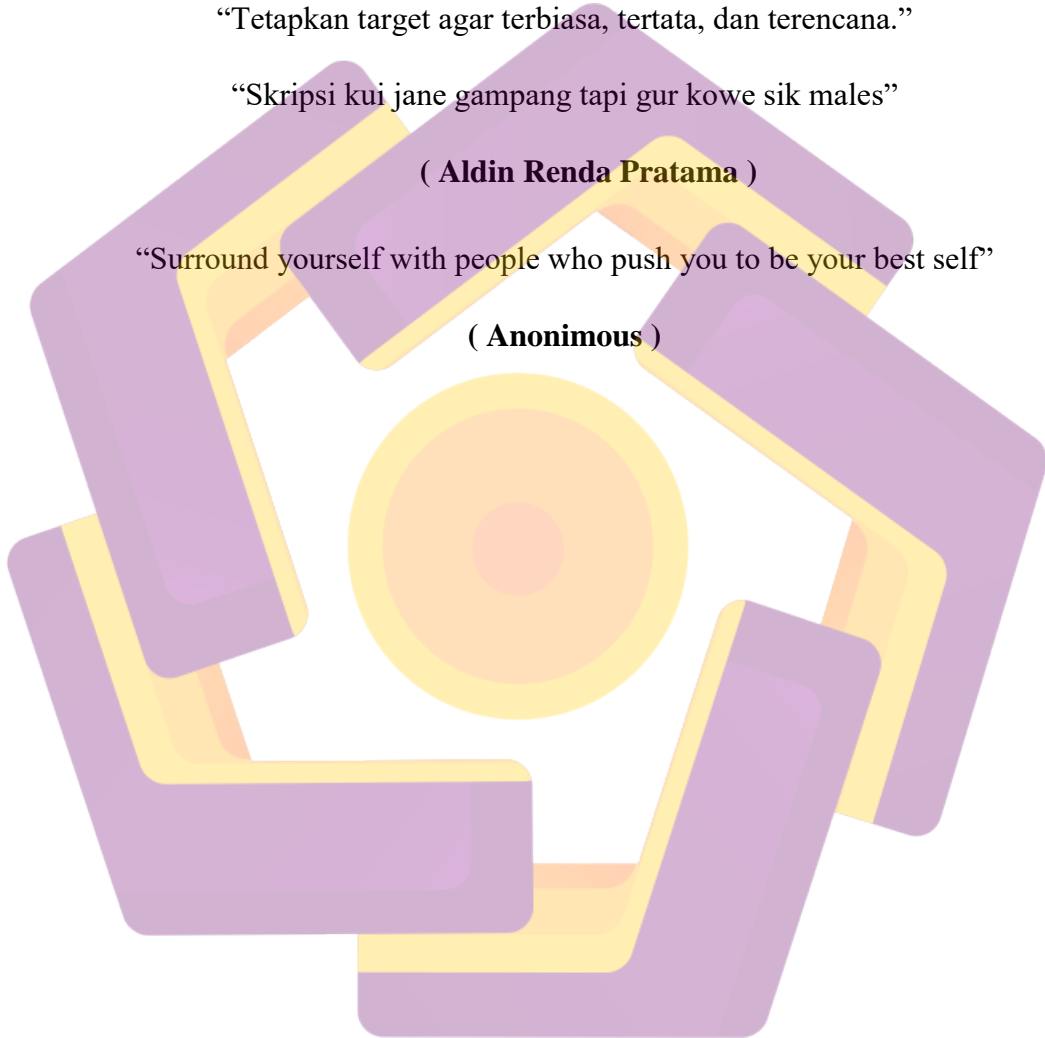 “Tetapkan target agar terbiasa, tertata, dan terencana.”
“Skripsi kui jane gampang tapi gur kowe sik males”
( Aldin Renda Pratama )
“Surround yourself with people who push you to be your best self”
( Anonimous )